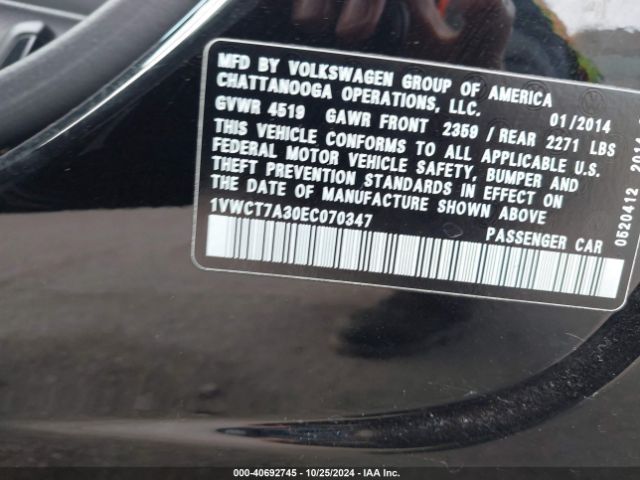 MFD BY VOLKSWAGEN GROUP OF AMERICA
CHATTANOOGA OPERATIONS, LLC.
01/2014
GVWR 4519 GAWR FRONT 2359 / REAR 2271 LBS
THIS VEHICLE CONFORMS TO ALL APPLICABLE U.S.
FEDERAL MOTOR VEHICLE SAFETY, BUMPER AND
THEFT PREVENTION STANDARDS IN EFFECT ON
THE DATE OF MANUFACTURE SHOWN ABOVE
1VWCT7A30EC070347
PASSENGER CAR
0620412 2014
000-40692745 - 10/25/2024 - IAA Inc.